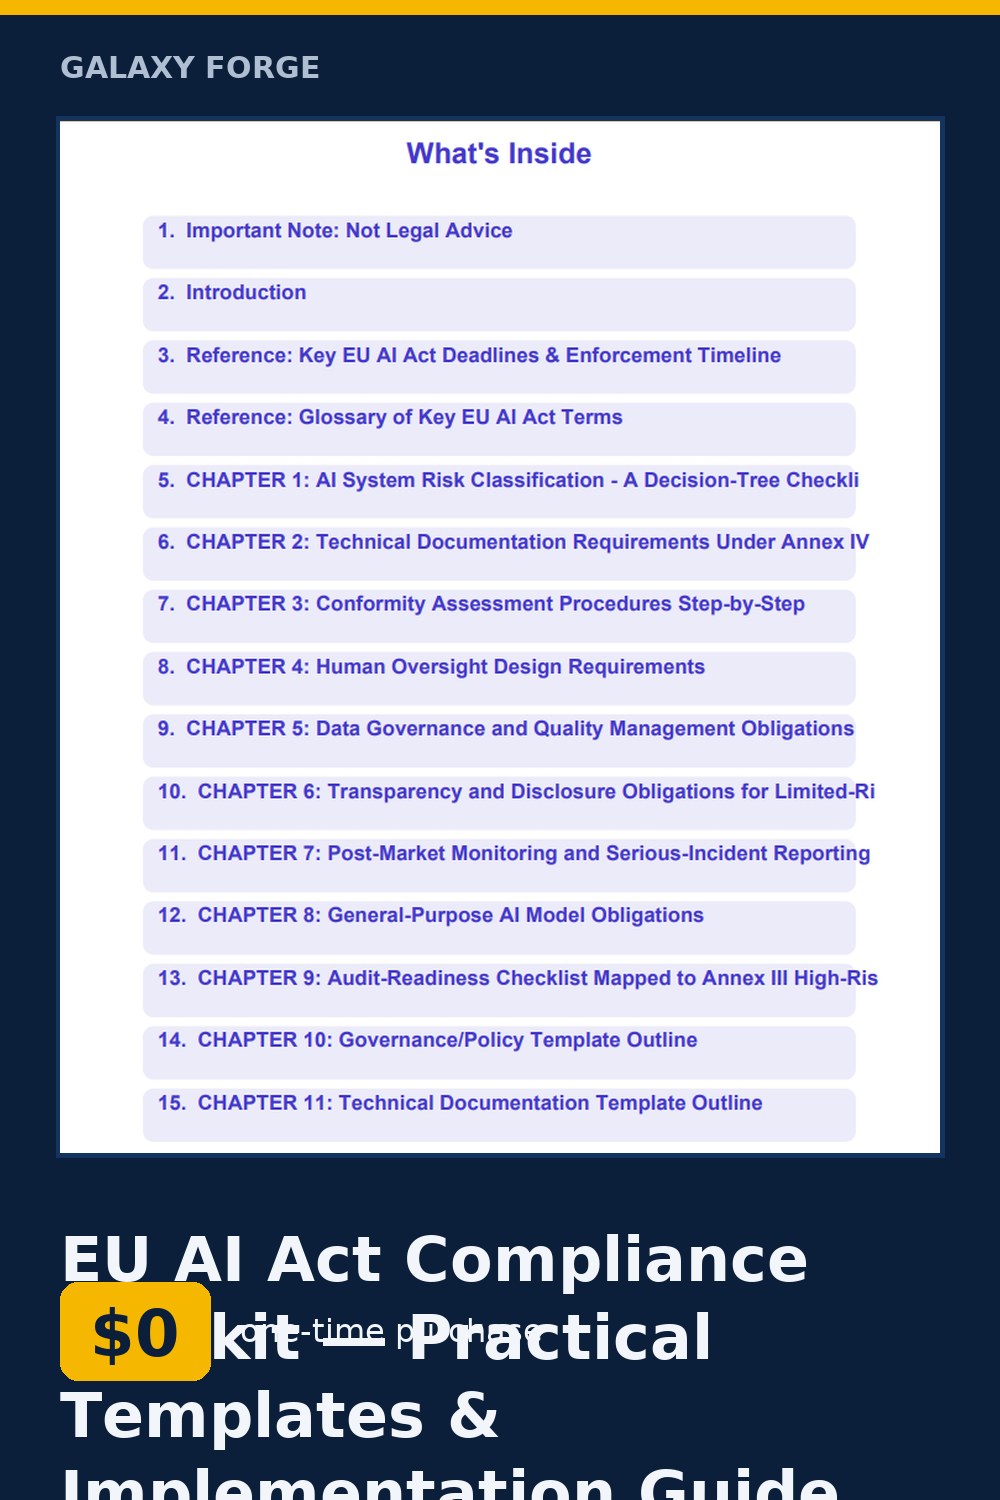 GALAXY FORGE
What's Inside
1. Important Note: Not Legal Advice
2. Introduction
3. Reference: Key EU AI Act Deadlines & Enforcement Timeline
4. Reference: Glossary of Key EU AI Act Terms
5. CHAPTER 1: AI System Risk Classification - A Decision-Tree Checkli
6. CHAPTER 2: Technical Documentation Requirements Under Annex IV
7. CHAPTER 3: Conformity Assessment Procedures Step-by-Step
8. CHAPTER 4: Human Oversight Design Requirements
9. CHAPTER 5: Data Governance and Quality Management Obligations
10. CHAPTER 6: Transparency and Disclosure Obligations for Limited-Ri
11. CHAPTER 7: Post-Market Monitoring and Serious-Incident Reporting
12. CHAPTER 8: General-Purpose AI Model Obligations
13. CHAPTER 9: Audit-Readiness Checklist Mapped to Annex III High-Ris
14. CHAPTER 10: Governance/Policy Template Outline
15. CHAPTER 11: Technical Documentation Template Outline
EU AI Act Compliance
kit — Practical
$0
one-time purchase
Templates &
Implementation Guide